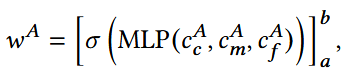 w^A = [σ(MLP(c_c^A, c_m^A, c_f^A))]_a^b,